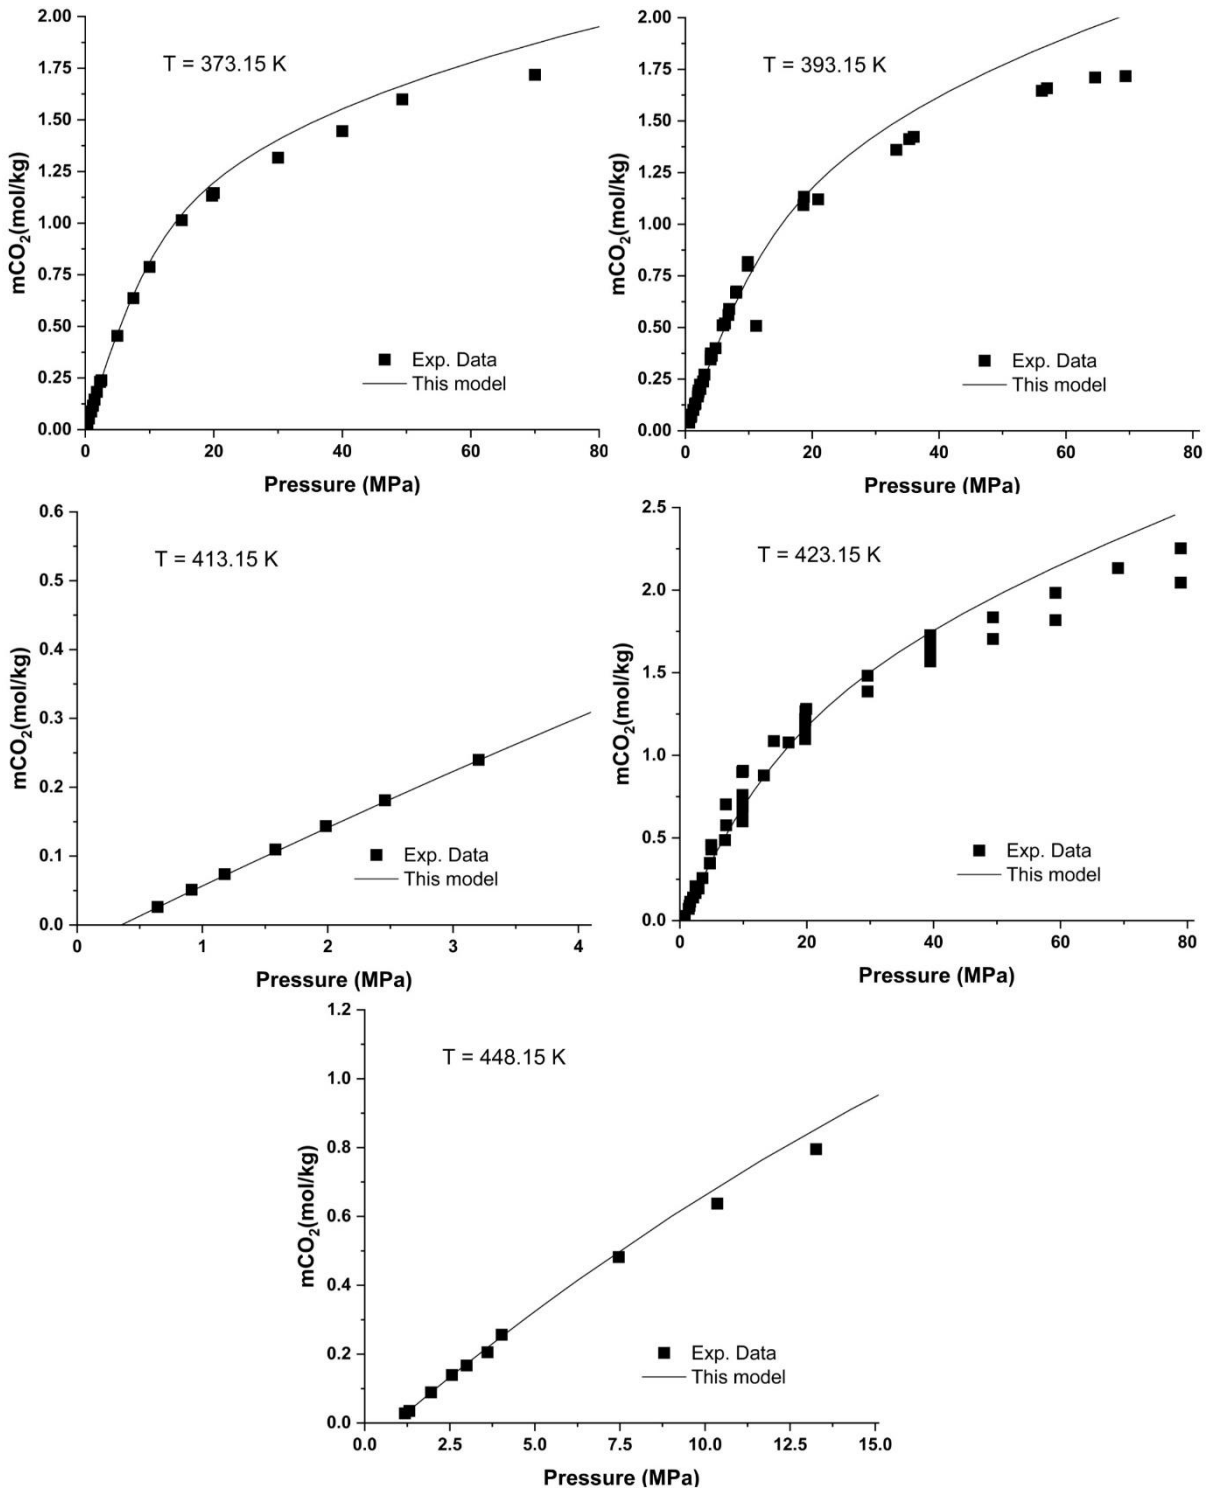 T = 373.15 K
2.00
1.75
1.50
1.25
1.00
0.75
0.50
0.25
0.00
mCO₂(mol/kg)
Exp. Data
This model
0 20 40 60 80
Pressure (MPa)
T = 393.15 K
2.00
1.75
1.50
1.25
1.00
0.75
0.50
0.25
0.00
mCO₂(mol/kg)
Exp. Data
This model
0 20 40 60 80
Pressure (MPa)
T = 413.15 K
0.6
0.5
0.4
0.3
0.2
0.1
0.0
mCO₂(mol/kg)
Exp. Data
This model
0 1 2 3 4
Pressure (MPa)
T = 423.15 K
2.5
2.0
1.5
1.0
0.5
0.0
mCO₂(mol/kg)
Exp. Data
This model
0 20 40 60 80
Pressure (MPa)
T = 448.15 K
1.2
1.0
0.8
0.6
0.4
0.2
0.0
mCO₂(mol/kg)
Exp. Data
This model
0.0 2.5 5.0 7.5 10.0 12.5 15.0
Pressure (MPa)